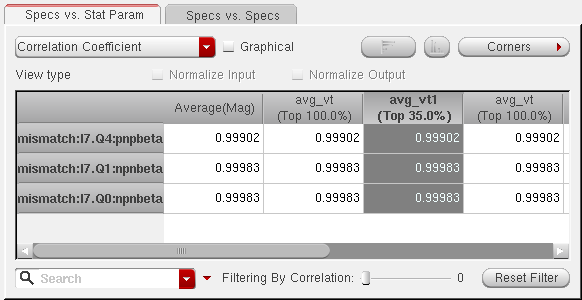 Specs vs. Stat Param Specs vs. Specs
Correlation Coefficient Graphical Corners
View type Normalize Input Normalize Output
Average(Mag) avg_vt avg_vt1 avg_vt
(Top 100.0%) (Top 35.0%) (Top 100.0%)
mismatch:I7.Q4:pnpbeta 0.99902 0.99902 0.99902 0.99902
mismatch:I7.Q1:npnbeta 0.99983 0.99983 0.99983 0.99983
mismatch:I7.Q0:npnbeta 0.99983 0.99983 0.99983 0.99983
Search Filtering By Correlation: 0 Reset Filter